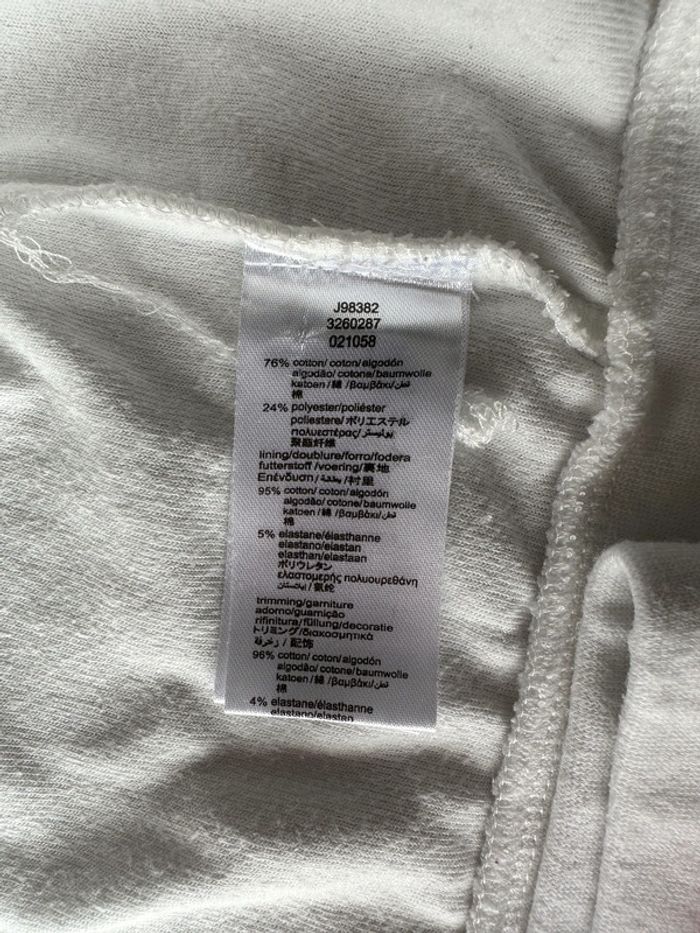 J98382
3260287
021058
76% cotton/ coton/algodón
algodão/ cotone/baumwolle
katoen / 綿 /βαμβάκι/ قطن
棉
24% polyester/poliéster
poliestere/ポリエステル
πολυεστέρας/ بوليستر
聚酯纤维
lining/doublure/forro/fodera
futterstoff /voering/裏地
Επένδυση / بطانة /衬里
95% cotton/ coton/algodón
algodão/ cotone/baumwolle
katoen / 綿 /βαμβάκι/ قطن
棉
5% elastane/élasthanne
elastano/elastan
elasthan/elastaan
ポリウレタン
ελαστομερής πολυουρεθάνη
إيلاستان / 氨纶
trimming/garniture
adorno/guarnição
rifinitura/füllung/decoratie
トリミング/διακοσμητικά
زخرفة / 配饰
96% cotton/ coton/algodón
algodão/ cotone/baumwolle
katoen / 綿 /βαμβάκι/ قطن
棉
4% elastane/élasthanne
elastano/elastan